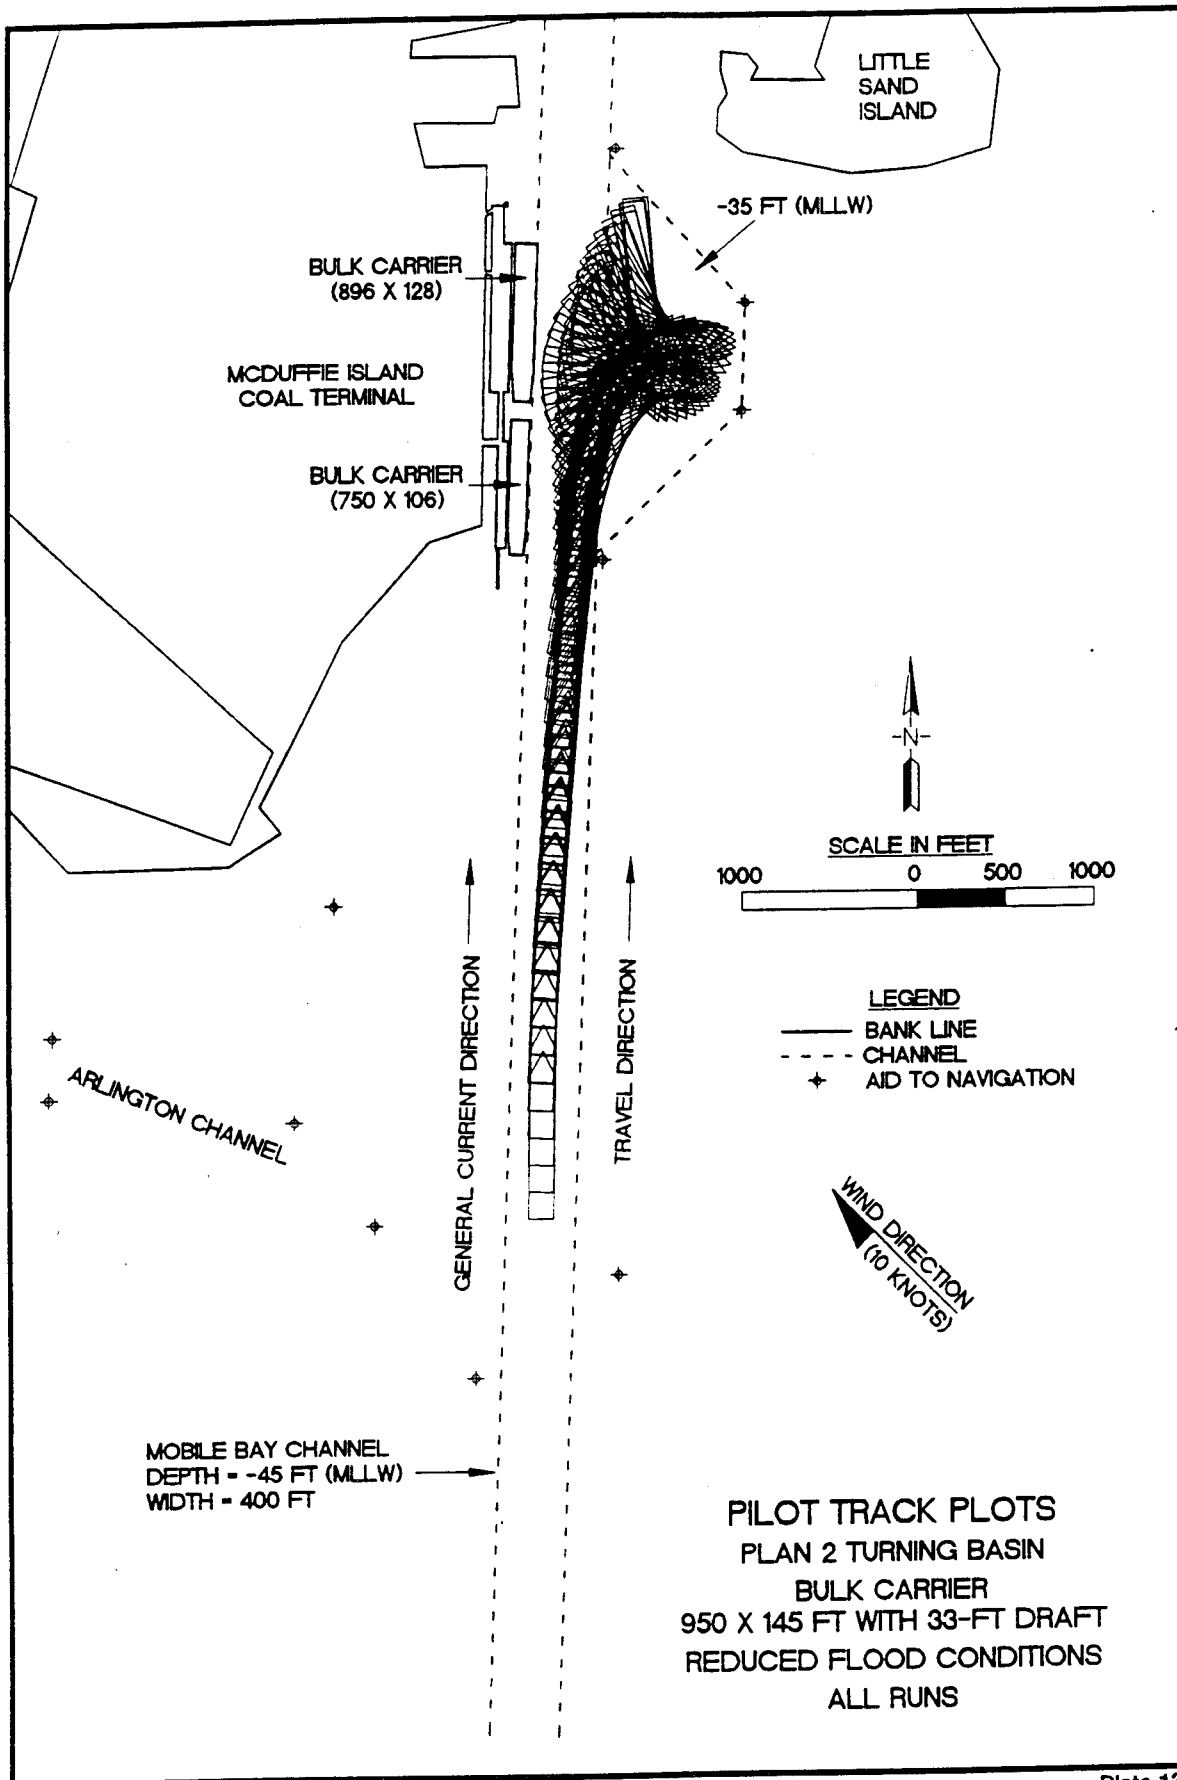 LITTLE
SAND
ISLAND
-35 FT (MLLW)
BULK CARRIER
(896 X 128)
MCDUFFIE ISLAND
COAL TERMINAL
BULK CARRIER
(750 X 106)
-N-
SCALE IN FEET
1000 0 500 1000
GENERAL CURRENT DIRECTION
TRAVEL DIRECTION
LEGEND
BANK LINE
CHANNEL
AID TO NAVIGATION
ARLINGTON CHANNEL
WIND DIRECTION
(10 KNOTS)
MOBILE BAY CHANNEL
DEPTH = -45 FT (MLLW)
WIDTH = 400 FT
PILOT TRACK PLOTS
PLAN 2 TURNING BASIN
BULK CARRIER
950 X 145 FT WITH 33-FT DRAFT
REDUCED FLOOD CONDITIONS
ALL RUNS
Plate